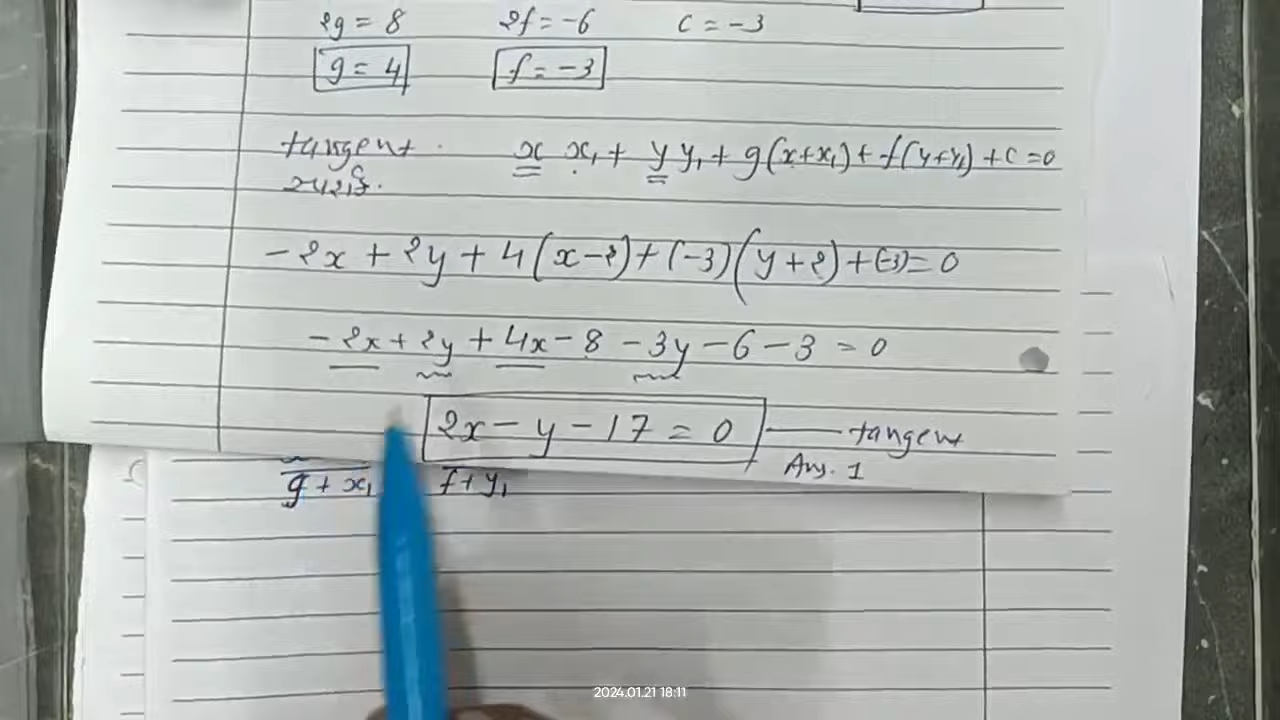 2g = 8 2f = -6 c = -3
g = 4 f = -3
tangent x x₁ + y y₁ + g(x+x₁) + f(y+y₁) + c = 0
-2x + 2y + 4(x-2) + (-3)(y+2) + (-3) = 0
-2x + 2y + 4x - 8 - 3y - 6 - 3 = 0
2x - y - 17 = 0 tangent
Ans. 1
g + x₁ f + y₁
2024.01.21 18:11